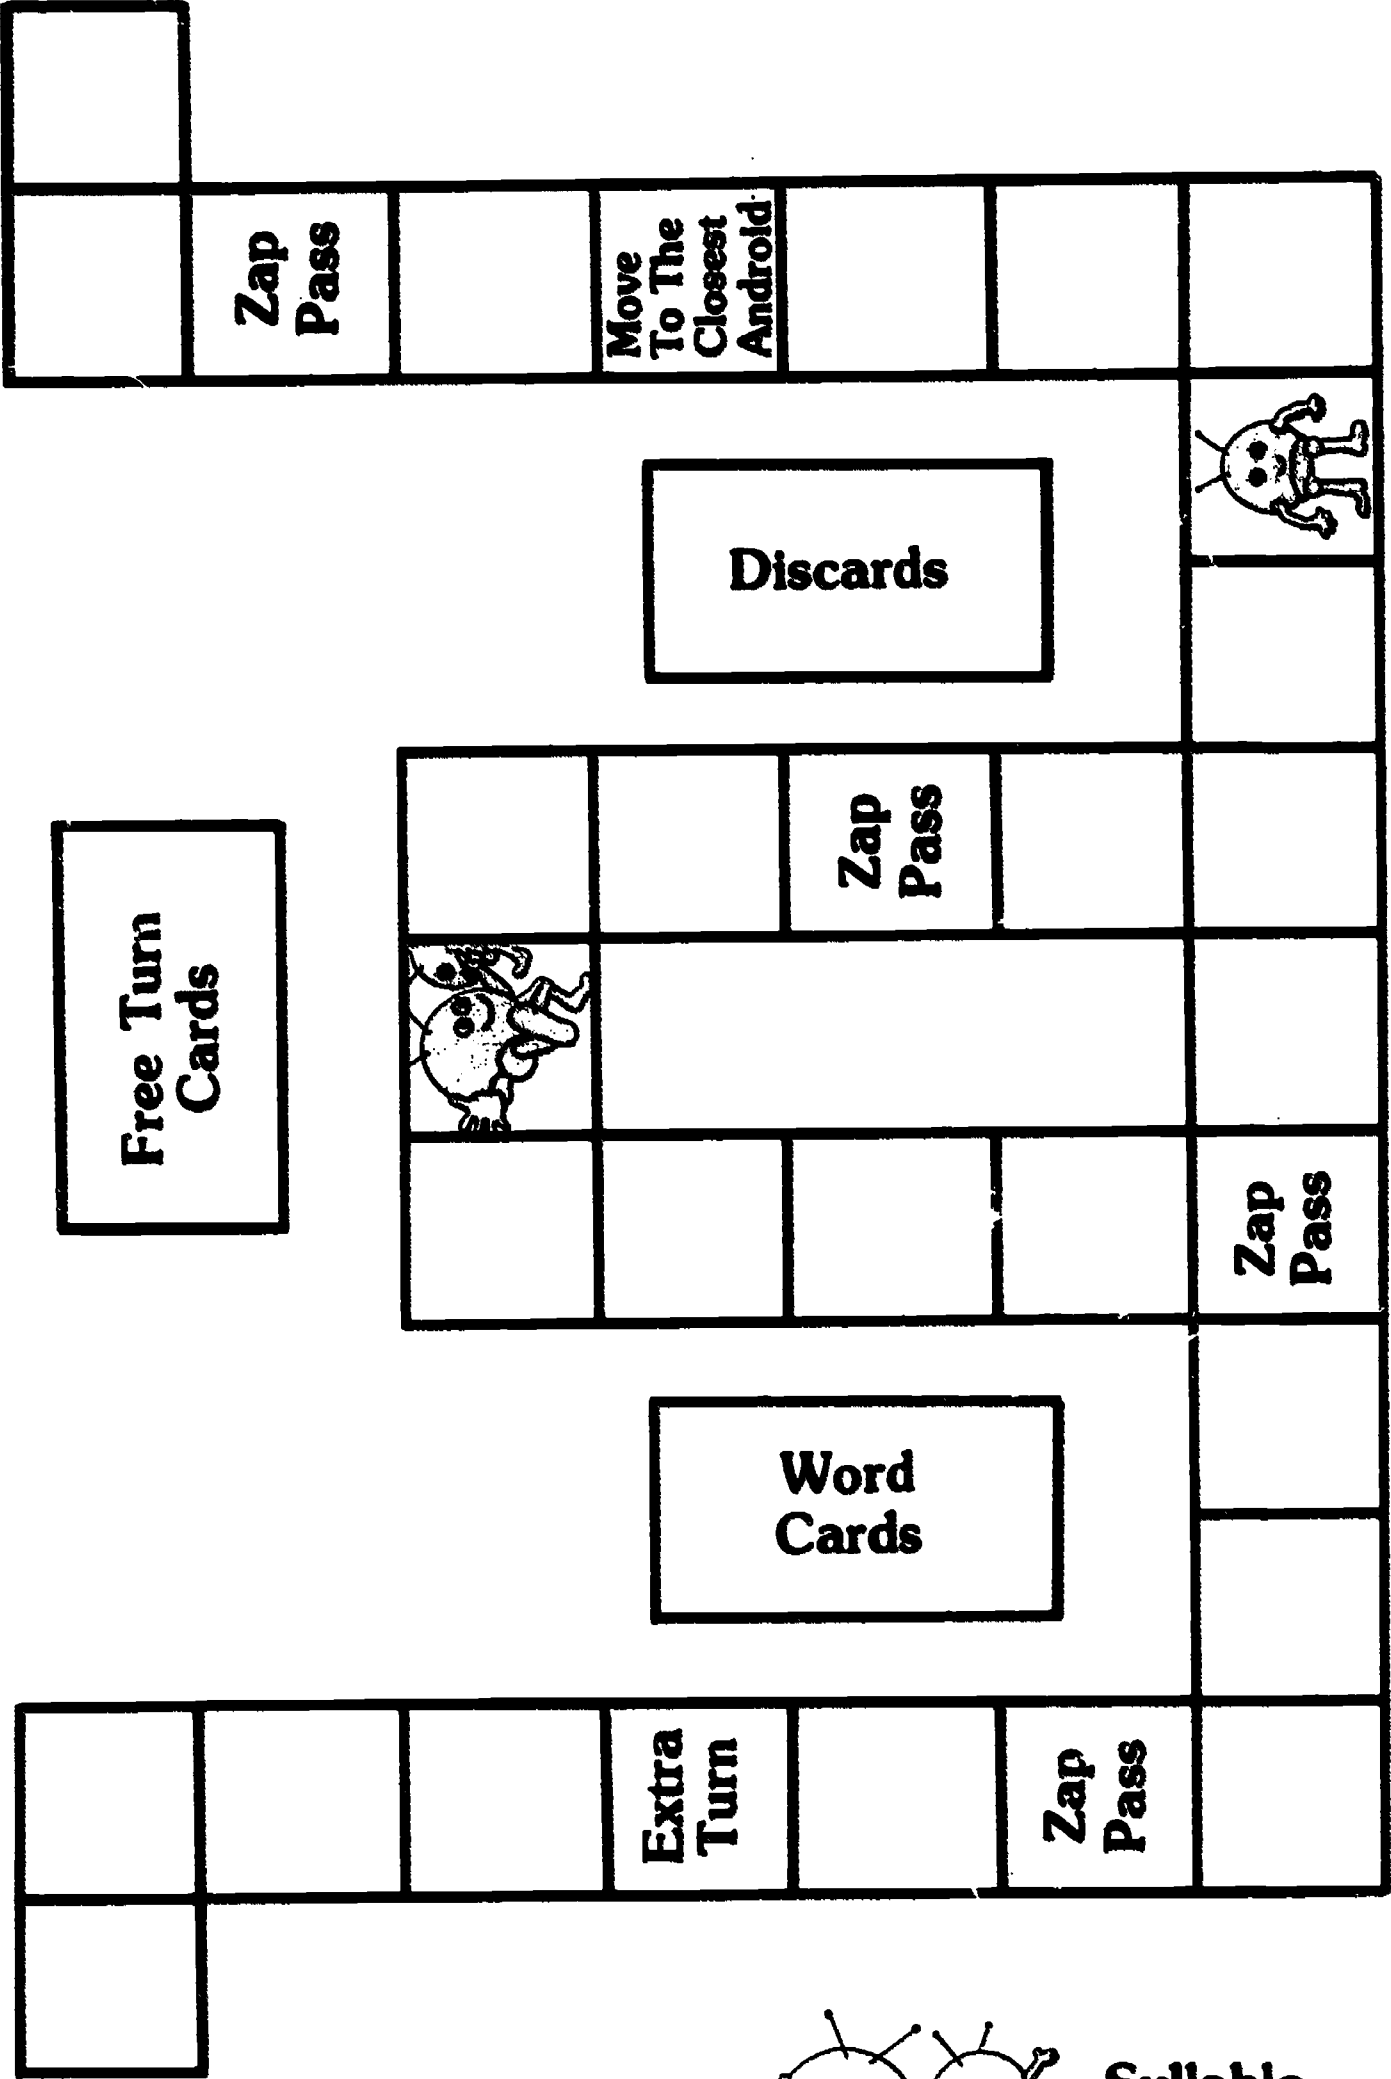 Zap
Pass
Move
To The
Closest
Android
Discards
Zap
Pass
Free Turn
Cards
Zap
Pass
Word
Cards
Extra
Turn
Zap
Pass
Syllable